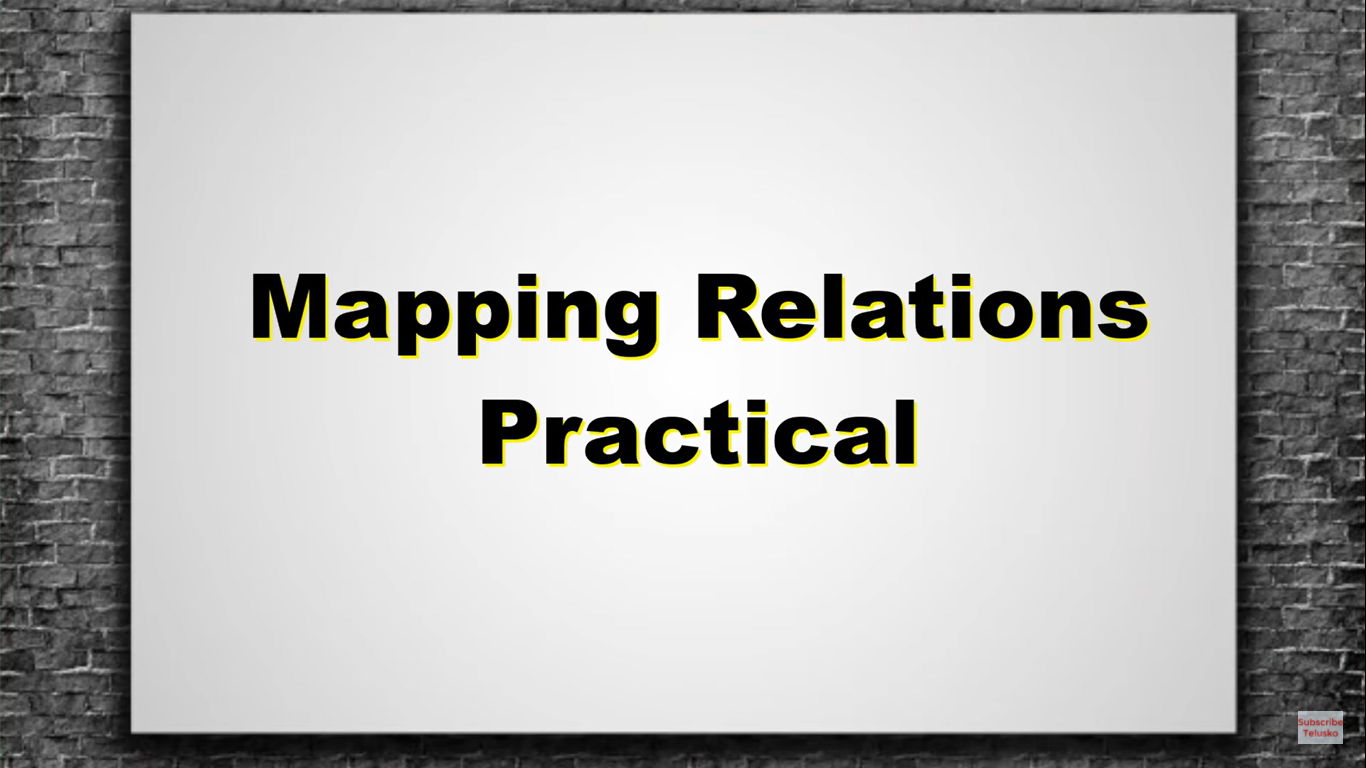 Mapping Relations
Practical
Subscribe
Telusko